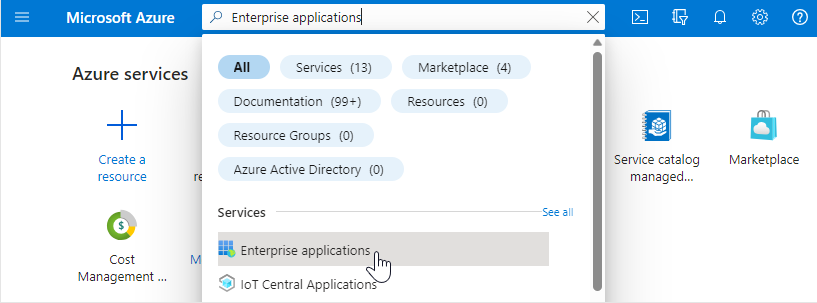 Microsoft Azure
Enterprise applications
Azure services
All
Services (13)
Marketplace (4)
Documentation (99+)
Resources (0)
Resource Groups (0)
Azure Active Directory (0)
Services
See all
Enterprise applications
IoT Central Applications
Create a
resource
Service catalog
managed...
Marketplace
Cost
Management ...